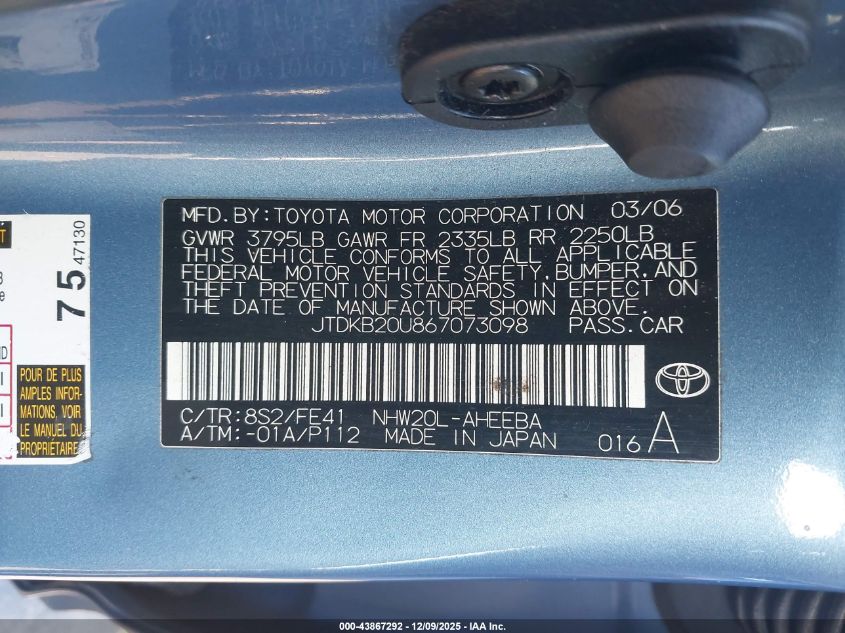 MFD. BY: TOYOTA MOTOR CORPORATION 03/06
GVWR 3795LB GAWR FR 2335LB RR 2250LB
THIS VEHICLE CONFORMS TO ALL APPLICABLE
FEDERAL MOTOR VEHICLE SAFETY, BUMPER, AND
THEFT PREVENTION STANDARDS IN EFFECT ON
THE DATE OF MANUFACTURE SHOWN ABOVE.
JTDKB20U867073098 PASS. CAR
C/TR: 8S2/FE41 NHW20L-AHEEBA
A/TM: -01A/P112 MADE IN JAPAN 016 A
75
47130
POUR DE PLUS
AMPLES INFOR-
MATIONS, VOIR
LE MANUEL DU
PROPRIÉTAIRE
000-43867292 - 12/09/2025 - IAA Inc.